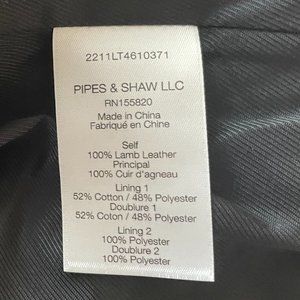 2211LT4610371
PIPES & SHAW LLC
RN155820
Made in China
Fabriqué en Chine
Self
100% Lamb Leather
Principal
100% Cuir d'agneau
Lining 1
52% Cotton / 48% Polyester
Doublure 1
52% Coton / 48% Polyester
Lining 2
100% Polyester
Doublure 2
100% Polyester